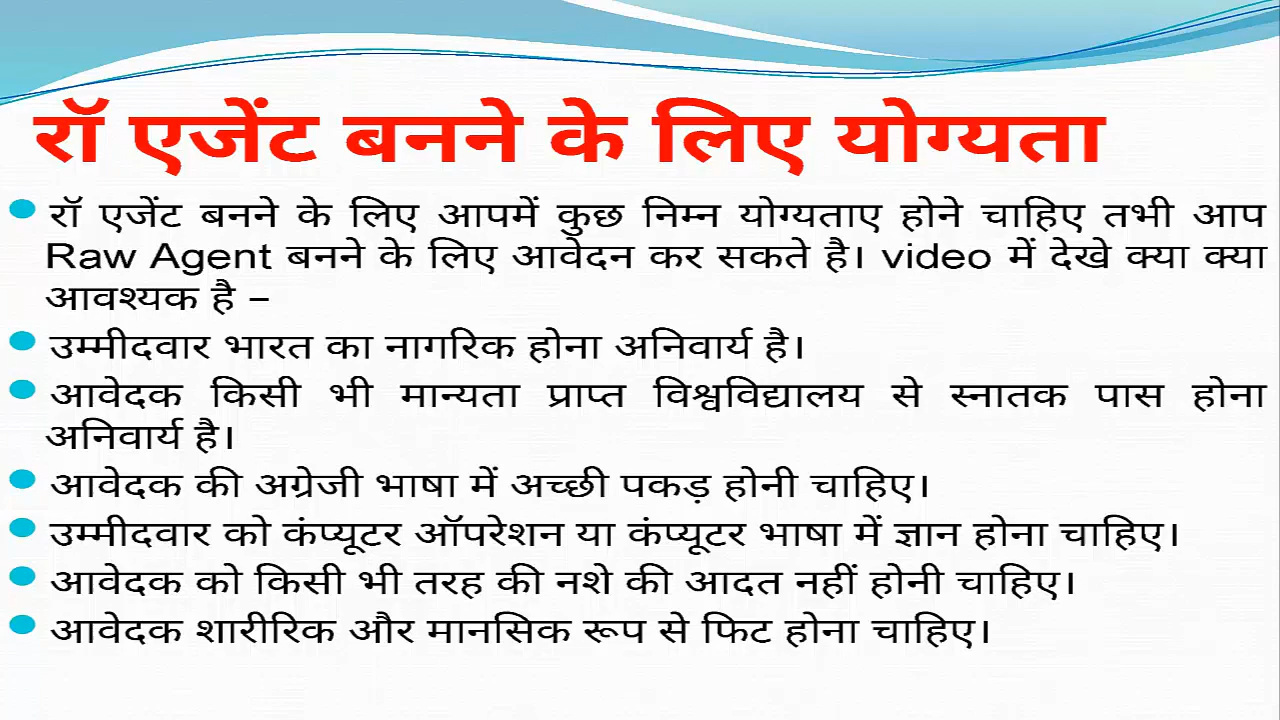 रॉ एजेंट बनने के लिए योग्यता
रॉ एजेंट बनने के लिए आपमें कुछ निम्न योग्यताए होने चाहिए तभी आप
Raw Agent बनने के लिए आवेदन कर सकते है। video में देखे क्या क्या
आवश्यक है –
उम्मीदवार भारत का नागरिक होना अनिवार्य है।
आवेदक किसी भी मान्यता प्राप्त विश्वविद्यालय से स्नातक पास होना
अनिवार्य है।
आवेदक की अग्रेजी भाषा में अच्छी पकड़ होनी चाहिए।
उम्मीदवार को कंप्यूटर ऑपरेशन या कंप्यूटर भाषा में ज्ञान होना चाहिए।
आवेदक को किसी भी तरह की नशे की आदत नहीं होनी चाहिए।
आवेदक शारीरिक और मानसिक रूप से फिट होना चाहिए।